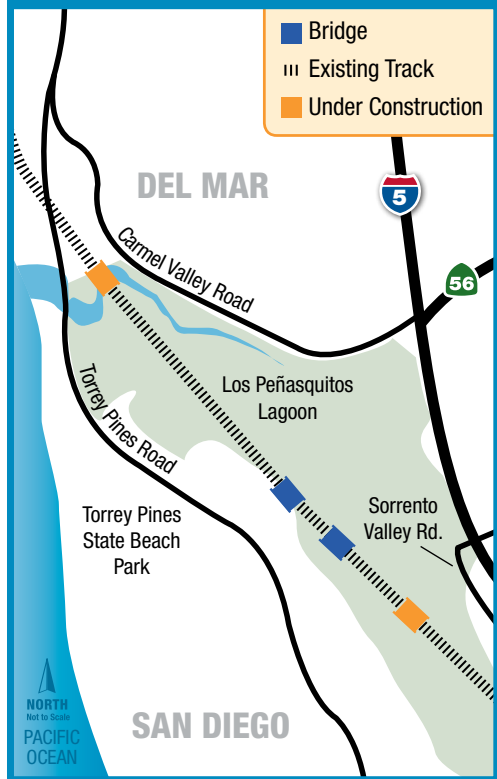 Bridge
Existing Track
Under Construction
DEL MAR
5
Carmel Valley Road
56
Los Peñasquitos
Lagoon
Torrey Pines Road
Sorrento
Valley Rd.
Torrey Pines
State Beach
Park
NORTH
Not to Scale
SAN DIEGO
PACIFIC
OCEAN